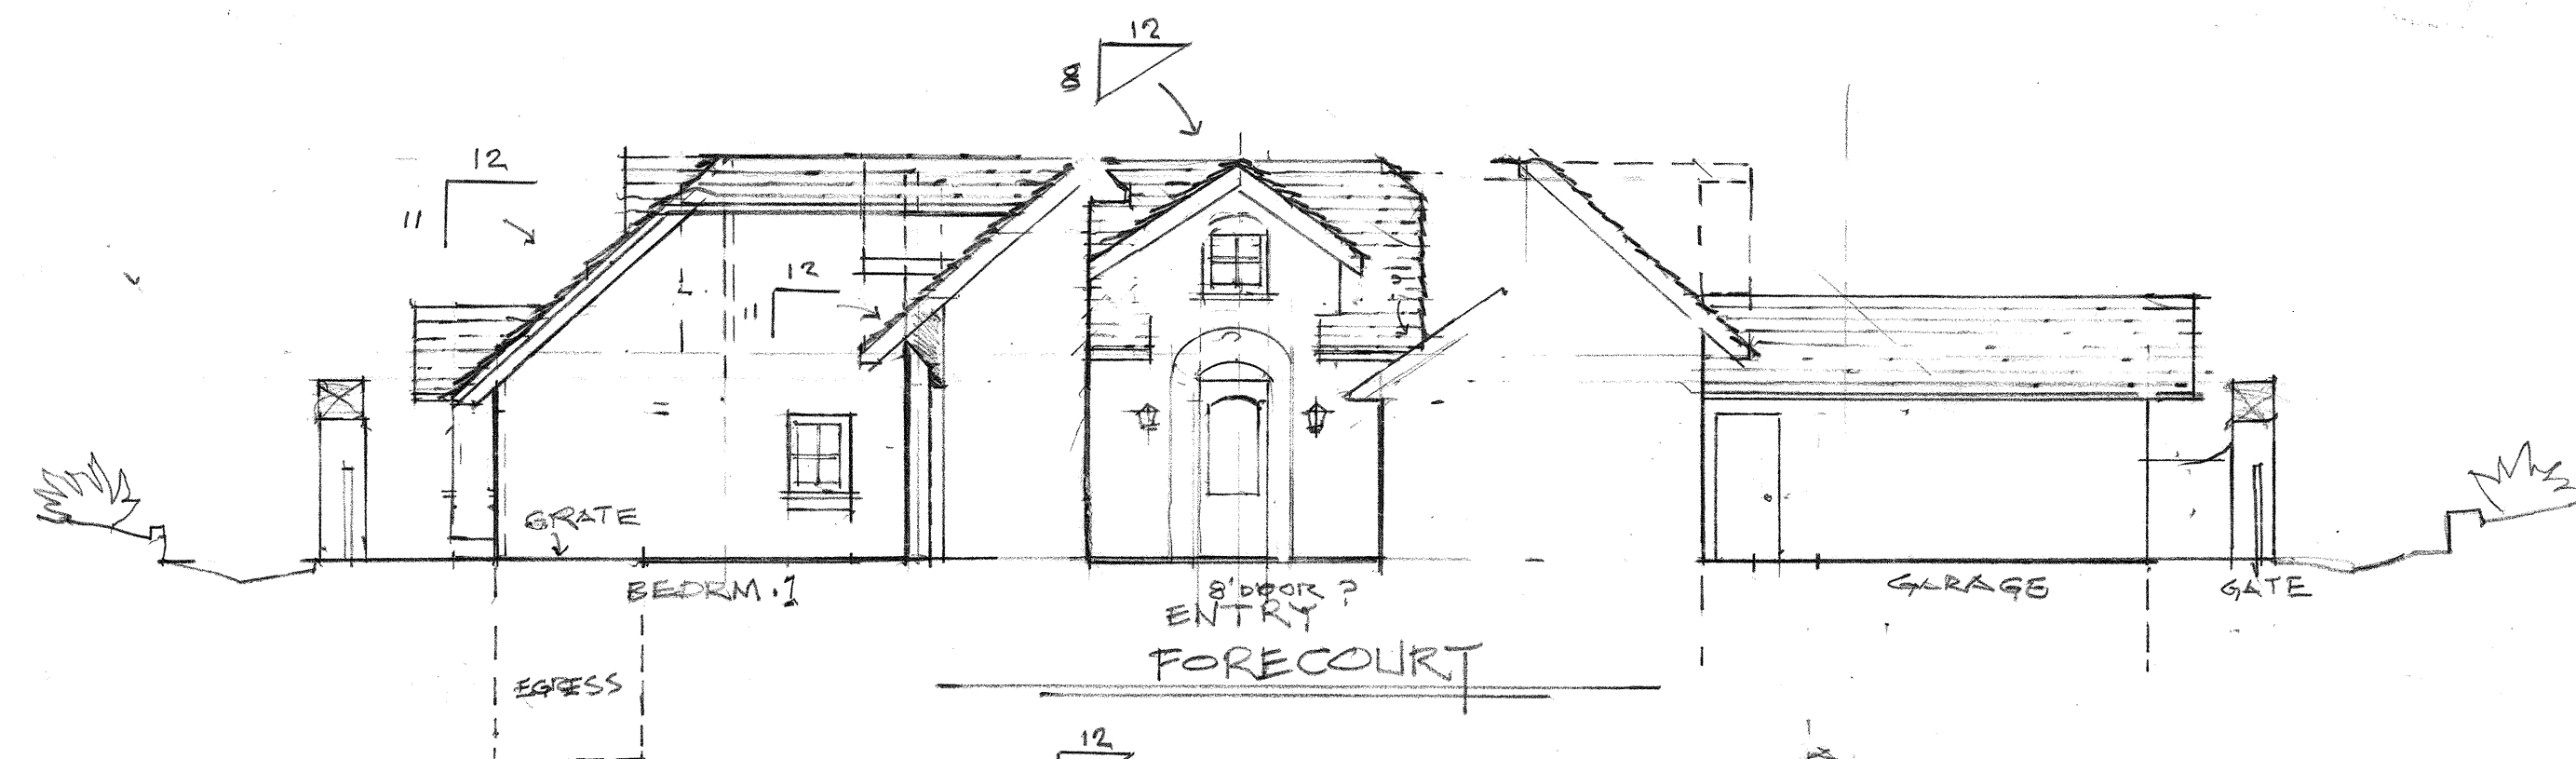 12
8
12
11
12
11
GRATE
BEDRM. 1
8' DOOR ?
ENTRY
GARAGE
GATE
FORECOURT
EGRESS
12